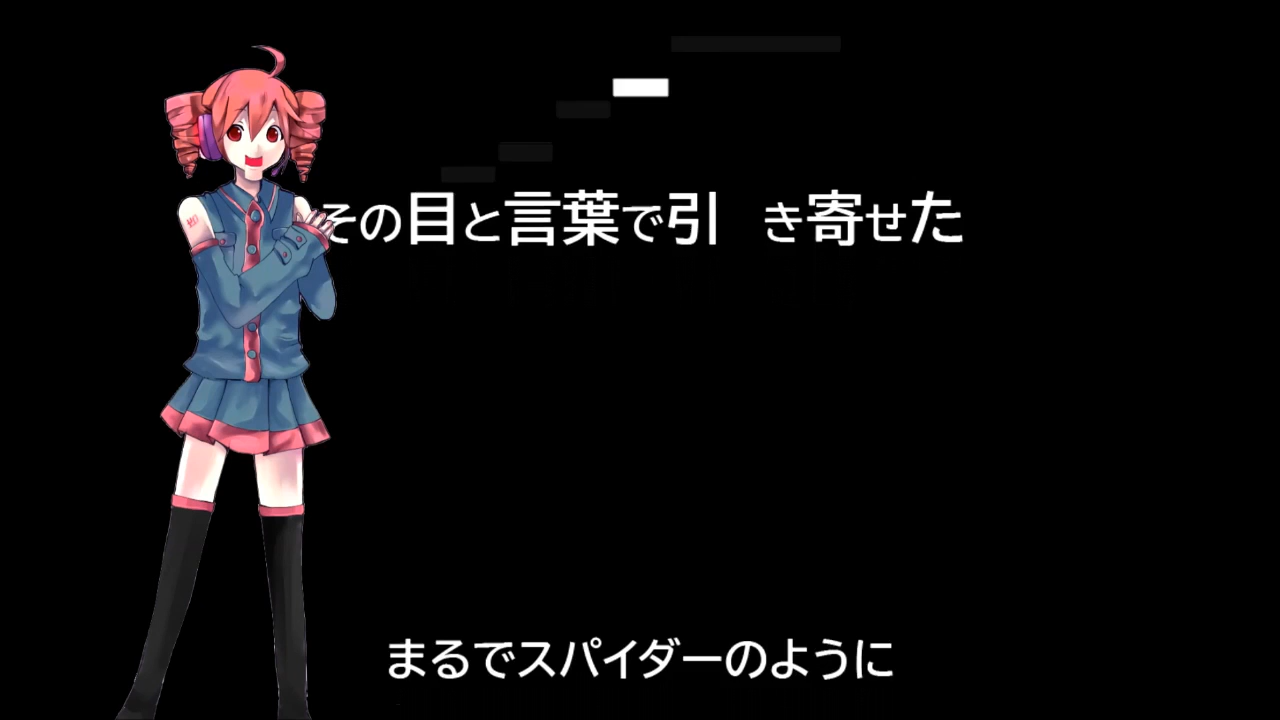 その目と言葉で引 き寄せた
まるでスパイダーのように